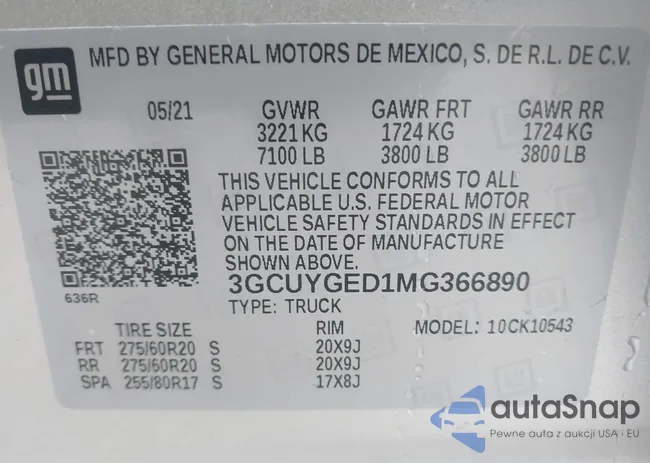 gm
MFD BY GENERAL MOTORS DE MEXICO, S. DE R.L. DE C.V.
05/21 GVWR GAWR FRT GAWR RR
3221 KG 1724 KG 1724 KG
7100 LB 3800 LB 3800 LB
THIS VEHICLE CONFORMS TO ALL
APPLICABLE U.S. FEDERAL MOTOR
VEHICLE SAFETY STANDARDS IN EFFECT
ON THE DATE OF MANUFACTURE
SHOWN ABOVE.
3GCUYGED1MG366890
636R
TYPE: TRUCK
TIRE SIZE RIM MODEL: 10CK10543
FRT 275/60R20 S 20X9J
RR 275/60R20 S 20X9J
SPA 255/80R17 S 17X8J
autaSnap
Pewne auta z aukcji USA i EU